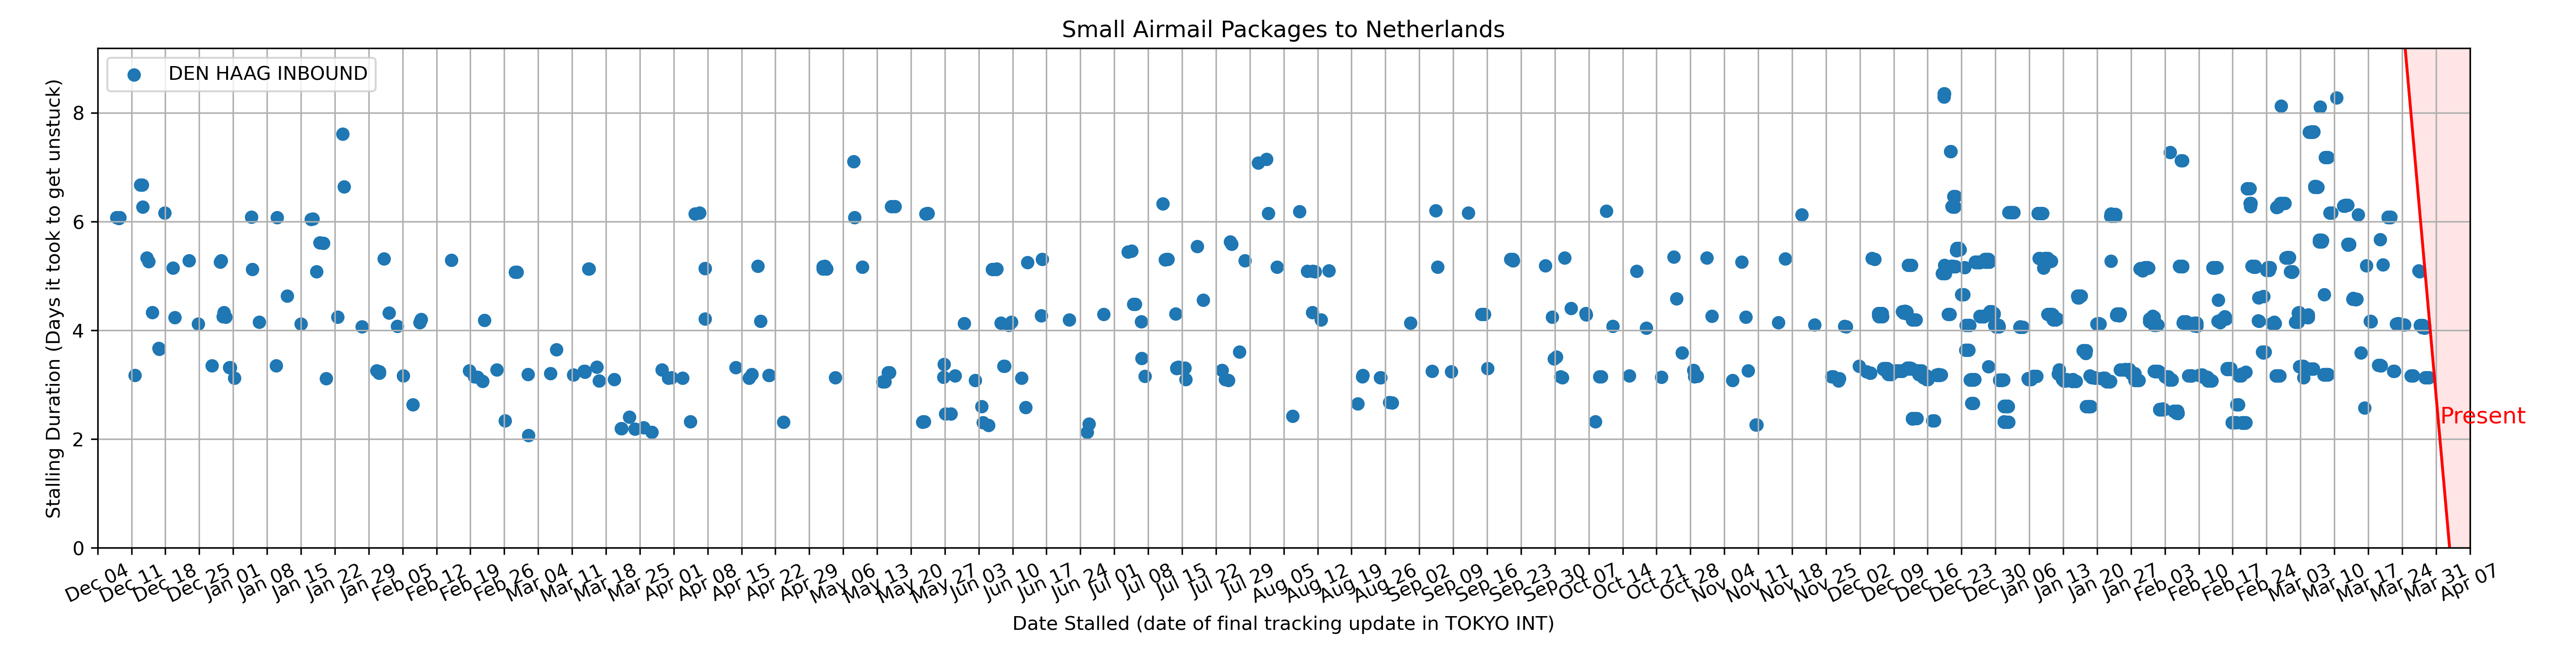 Small Airmail Packages to Netherlands
DEN HAAG INBOUND
Stalling Duration (Days it took to get unstuck)
8
6
4
2
0
Present
Dec 04
Dec 11
Dec 18
Dec 25
Jan 01
Jan 08
Jan 15
Jan 22
Jan 29
Feb 05
Feb 12
Feb 19
Feb 26
Mar 04
Mar 11
Mar 18
Mar 25
Apr 01
Apr 08
Apr 15
Apr 22
Apr 29
May 06
May 13
May 20
May 27
Jun 03
Jun 10
Jun 17
Jun 24
Jul 01
Jul 08
Jul 15
Jul 22
Jul 29
Aug 05
Aug 12
Aug 19
Aug 26
Sep 02
Sep 09
Sep 16
Sep 23
Sep 30
Oct 07
Oct 14
Oct 21
Oct 28
Nov 04
Nov 11
Nov 18
Nov 25
Dec 02
Dec 09
Dec 16
Dec 23
Dec 30
Jan 06
Jan 13
Jan 20
Jan 27
Feb 03
Feb 10
Feb 17
Feb 24
Mar 03
Mar 10
Mar 17
Mar 24
Mar 31
Apr 07
Date Stalled (date of final tracking update in TOKYO INT)